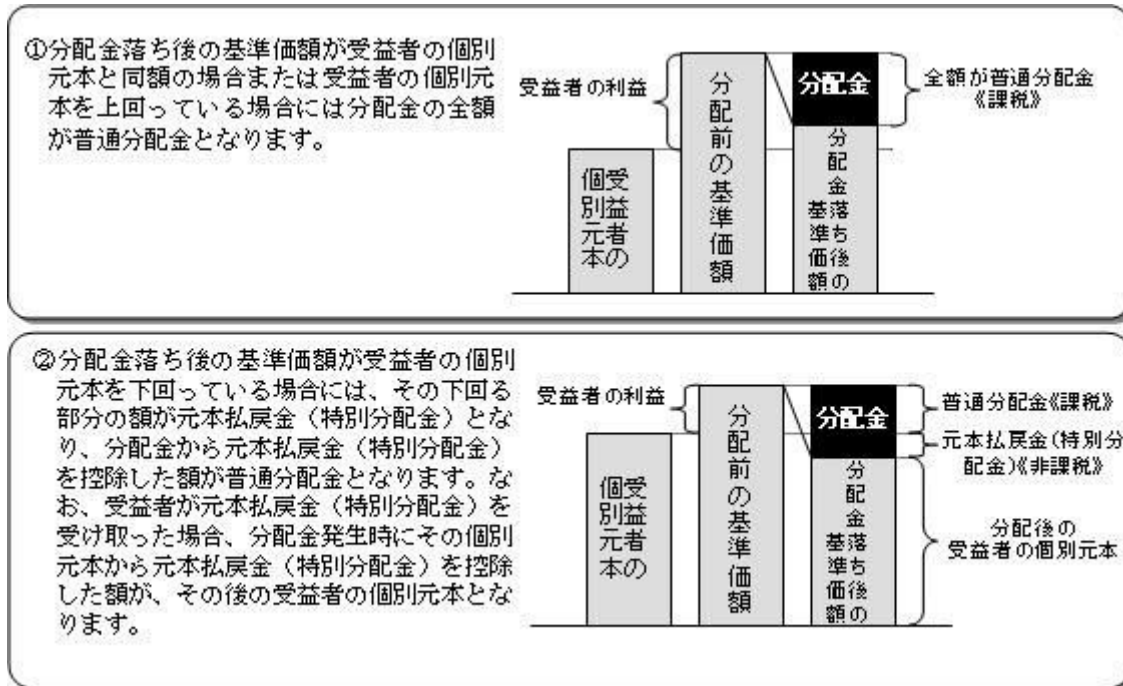 ①分配金落ち後の基準価額が受益者の個別
元本と同額の場合または受益者の個別元
本を上回っている場合には分配金の全額
が普通分配金となります。
受益者の利益
受益者の
個別元本
分配前の基準価額
分配金
分配金落ち後の
基準価額
全額が普通分配金
《課税》
②分配金落ち後の基準価額が受益者の個別
元本を下回っている場合には、その下回る
部分の額が元本払戻金（特別分配金）とな
り、分配金から元本払戻金（特別分配金）
を控除した額が普通分配金となります。な
お、受益者が元本払戻金（特別分配金）を
受け取った場合、分配金発生時にその個別
元本から元本払戻金（特別分配金）を控除
した額が、その後の受益者の個別元本とな
ります。
受益者の利益
受益者の
個別元本
分配前の基準価額
分配金
分配金落ち後の
基準価額
普通分配金《課税》
元本払戻金（特別分
配金）《非課税》
分配後の
受益者の個別元本